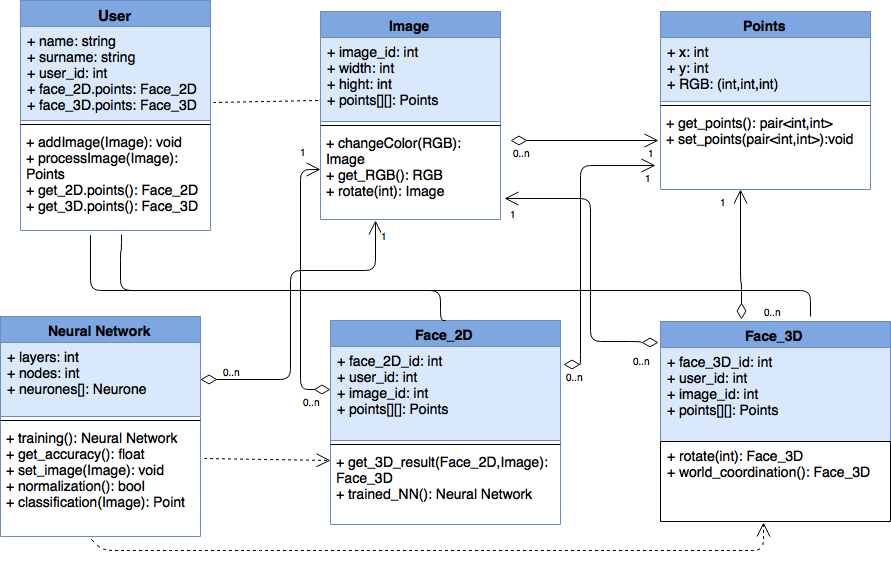 User
+ name: string
+ surname: string
+ user_id: int
+ face_2D.points: Face_2D
+ face_3D.points: Face_3D
+ addImage(Image): void
+ processImage(Image):
Points
+ get_2D.points(): Face_2D
+ get_3D.points(): Face_3D
Image
+ image_id: int
+ width: int
+ hight: int
+ points[][]: Points
+ changeColor(RGB):
Image
+ get_RGB(): RGB
+ rotate(int): Image
Points
+ x: int
+ y: int
+ RGB: (int,int,int)
+ get_points(): pair<int,int>
+ set_points(pair<int,int>):void
0..n
1
1
1
1
1
1
Neural Network
+ layers: int
+ nodes: int
+ neurones[]: Neurone
+ training(): Neural Network
+ get_accuracy(): float
+ set_image(Image): void
+ normalization(): bool
+ classification(Image): Point
0..n
0..n
Face_2D
+ face_2D_id: int
+ user_id: int
+ image_id: int
+ points[][]: Points
+ get_3D_result(Face_2D,Image):
Face_3D
+ trained_NN(): Neural Network
0..n
0..n
0..n
Face_3D
+ face_3D_id: int
+ user_id: int
+ image_id: int
+ points[][]: Points
+ rotate(int): Face_3D
+ world_coordination(): Face_3D